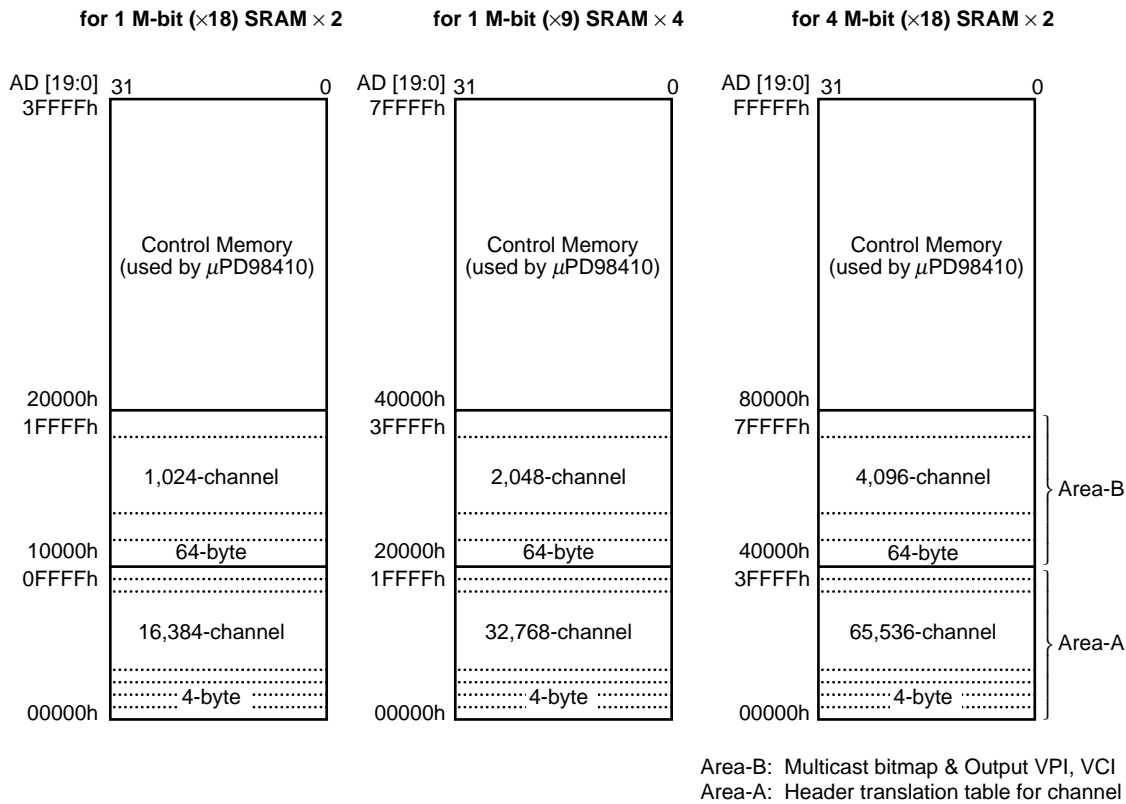 for 1 M-bit (×18) SRAM × 2
AD [19:0] 31 0
3FFFFh
Control Memory
(used by μPD98410)
20000h
1FFFFh
1,024-channel
10000h 64-byte
0FFFFh
16,384-channel
4-byte
00000h
for 1 M-bit (×9) SRAM × 4
AD [19:0] 31 0
7FFFFh
Control Memory
(used by μPD98410)
40000h
3FFFFh
2,048-channel
20000h 64-byte
1FFFFh
32,768-channel
4-byte
00000h
for 4 M-bit (×18) SRAM × 2
AD [19:0] 31 0
FFFFFh
Control Memory
(used by μPD98410)
80000h
7FFFFh
4,096-channel
Area-B
40000h 64-byte
3FFFFh
65,536-channel
Area-A
4-byte
00000h
Area-B: Multicast bitmap & Output VPI, VCI
Area-A: Header translation table for channel